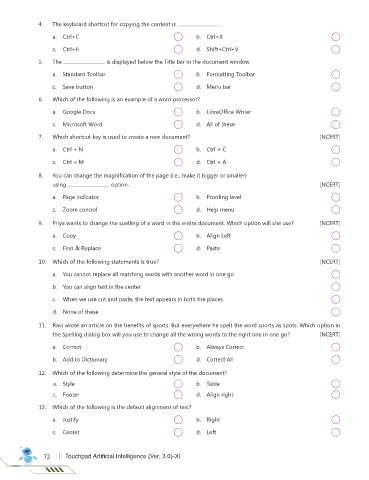 4. The keyboard shortcut for copying the content is ____________ .
a. Ctrl+C b. Ctrl+X
c. Ctrl+H d. Shift+Ctrl+V
5. The ____________ is displayed below the Title bar in the document window.
a. Standard Toolbar b. Formatting Toolbar
c. Save button d. Menu bar
6. Which of the following is an example of a word processor?
a. Google Docs b. LibreOffice Writer
c. Microsoft Word d. All of these
7. Which shortcut key is used to create a new document? [NCERT]
a. Ctrl + N b. Ctrl + C
c. Ctrl + M d. Ctrl + A
8. You can change the magnification of the page (i.e., make it bigger or smaller)
using ____________ option. [NCERT]
a. Page indicator b. Proofing level
c. Zoom control d. Help menu
9. Priya wants to change the spelling of a word in the entire document. Which option will she use? [NCERT]
a. Copy b. Align Left
c. Find & Replace d. Paste
10. Which of the following statements is true? [NCERT]
a. You cannot replace all matching words with another word in one go
b. You can align text in the center
c. When we use cut and paste, the text appears in both the places
d. None of these
11. Ravi wrote an article on the benefits of sports. But everywhere he spelt the word sports as spots. Which option in
the Spelling dialog box will you use to change all the wrong words to the right one in one go? [NCERT]
a. Correct b. Always Correct
b. Add to Dictionary d. Correct All
12. Which of the following determine the general style of the document?
a. Style b. Table
c. Footer d. Align right
13. Which of the following is the default alignment of text?
a. Justify b. Right
c. Center d. Left
72 Touchpad Artificial Intelligence (Ver. 3.0)-XI